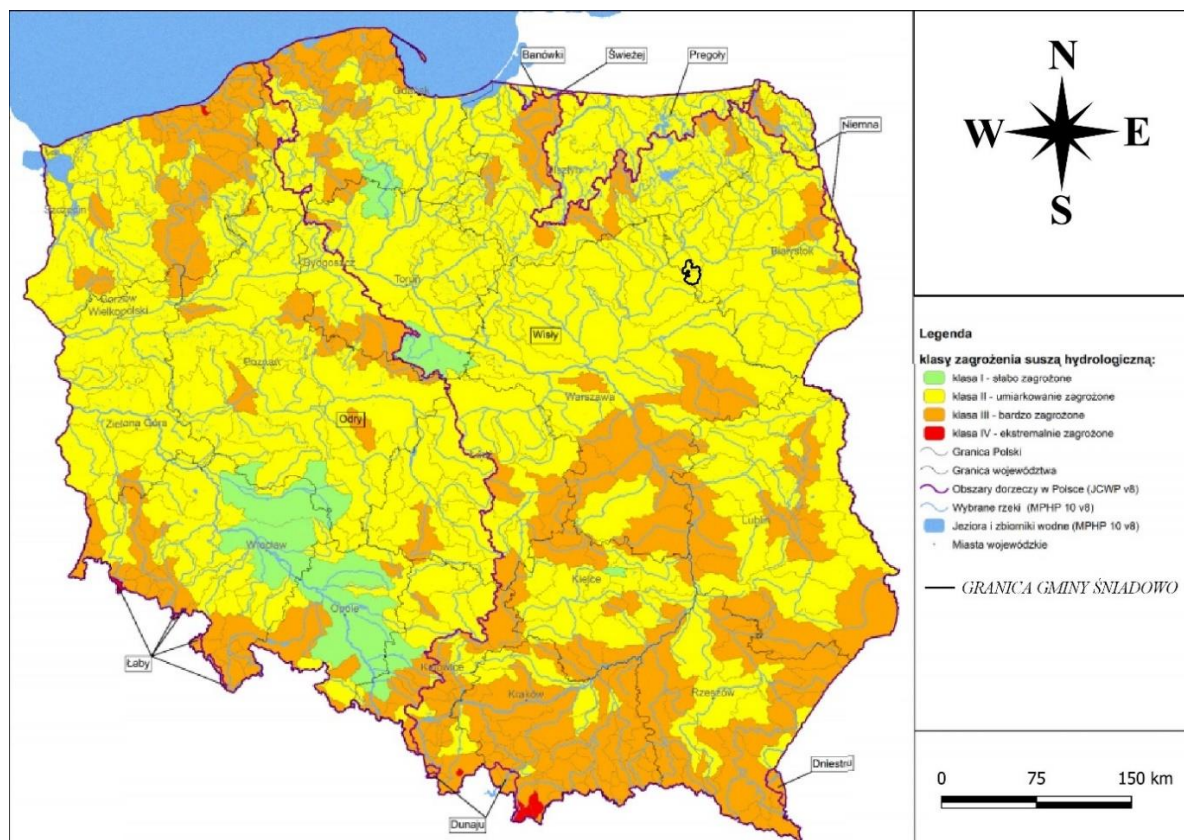 Banówki
Świeżej
Pregoły
Niemna
Gdańsk
Olsztyn
Szczecin
Białystok
Bydgoszcz
Toruń
Gorzów
Wielkopolski
Wisły
Poznań
Warszawa
Odry
Zielona Góra
Lublin
Wrocław
Kielce
Opole
Łaby
Katowice
Kraków
Rzeszów
Dniestru
Dunaju
N
W
E
S
Legenda
klasy zagrożenia suszą hydrologiczną:
klasa I - słabo zagrożone
klasa II - umiarkowanie zagrożone
klasa III - bardzo zagrożone
klasa IV - ekstremalnie zagrożone
Granica Polski
Granica województwa
Obszary dorzeczy w Polsce (JCWP v8)
Wybrane rzeki (MPHP 10 v8)
Jeziora i zbiorniki wodne (MPHP 10 v8)
Miasta wojewódzkie
GRANICA GMINY ŚNIADOWO
0 75 150 km